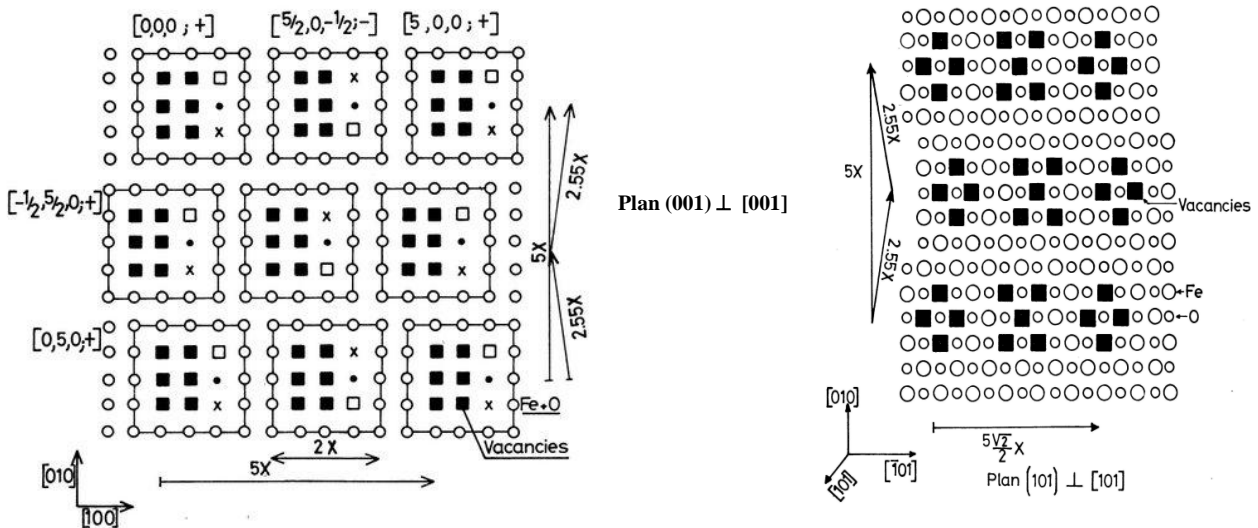 [0,0,0 ; +]
[5/2,0,-1/2;-]
[5 ,0,0 ; +]
[-1/2,5/2,0;+]
[0,5,0;+]
5X
2.55X
2.55X
Fe+O
Vacancies
2 X
5X
[010]
[100]
Plan (001) ⊥ [001]
5X
2.55X
2.55X
Vacancies
Fe
O
[010]
[101]
[1̄01]
5√2/2 X
Plan (101) ⊥ [101]